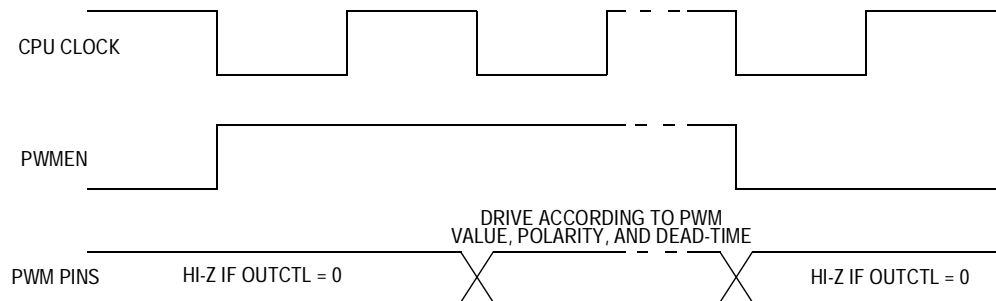 CPU CLOCK
PWMEN
DRIVE ACCORDING TO PWM
VALUE, POLARITY, AND DEAD-TIME
PWM PINS
HI-Z IF OUTCTL = 0
HI-Z IF OUTCTL = 0